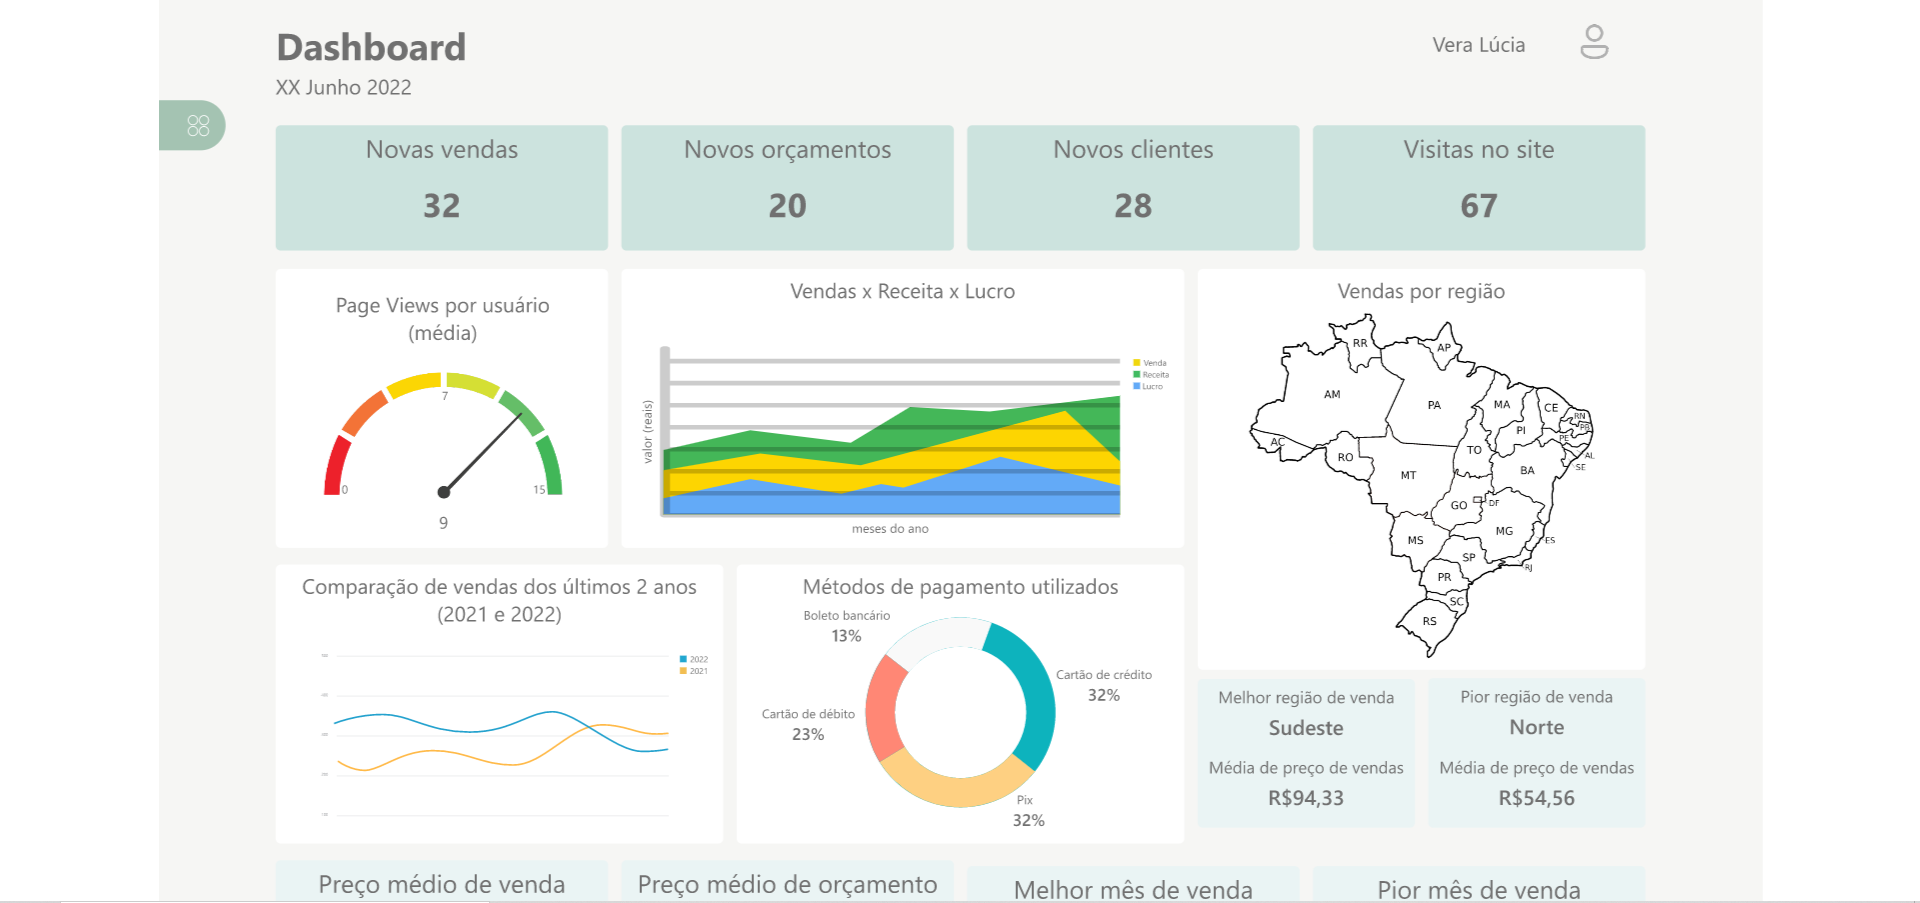 Dashboard
Vera Lúcia
XX Junho 2022
Novas vendas
32
Novos orçamentos
20
Novos clientes
28
Visitas no site
67
Page Views por usuário
(média)
7
0
15
9
Vendas x Receita x Lucro
Venda
Receita
Lucro
valor (reais)
meses do ano
Vendas por região
RR
AP
AM
PA
MA
CE
RN
PB
PI
PE
AC
TO
AL
RO
SE
BA
MT
GO
DF
MG
MS
ES
SP
RJ
PR
SC
RS
Comparação de vendas dos últimos 2 anos
(2021 e 2022)
2022
2021
Métodos de pagamento utilizados
Boleto bancário
13%
Cartão de crédito
32%
Cartão de débito
23%
Pix
32%
Melhor região de venda
Sudeste
Média de preço de vendas
R$94,33
Pior região de venda
Norte
Média de preço de vendas
R$54,56
Preço médio de venda
Preço médio de orçamento
Melhor mês de venda
Pior mês de venda